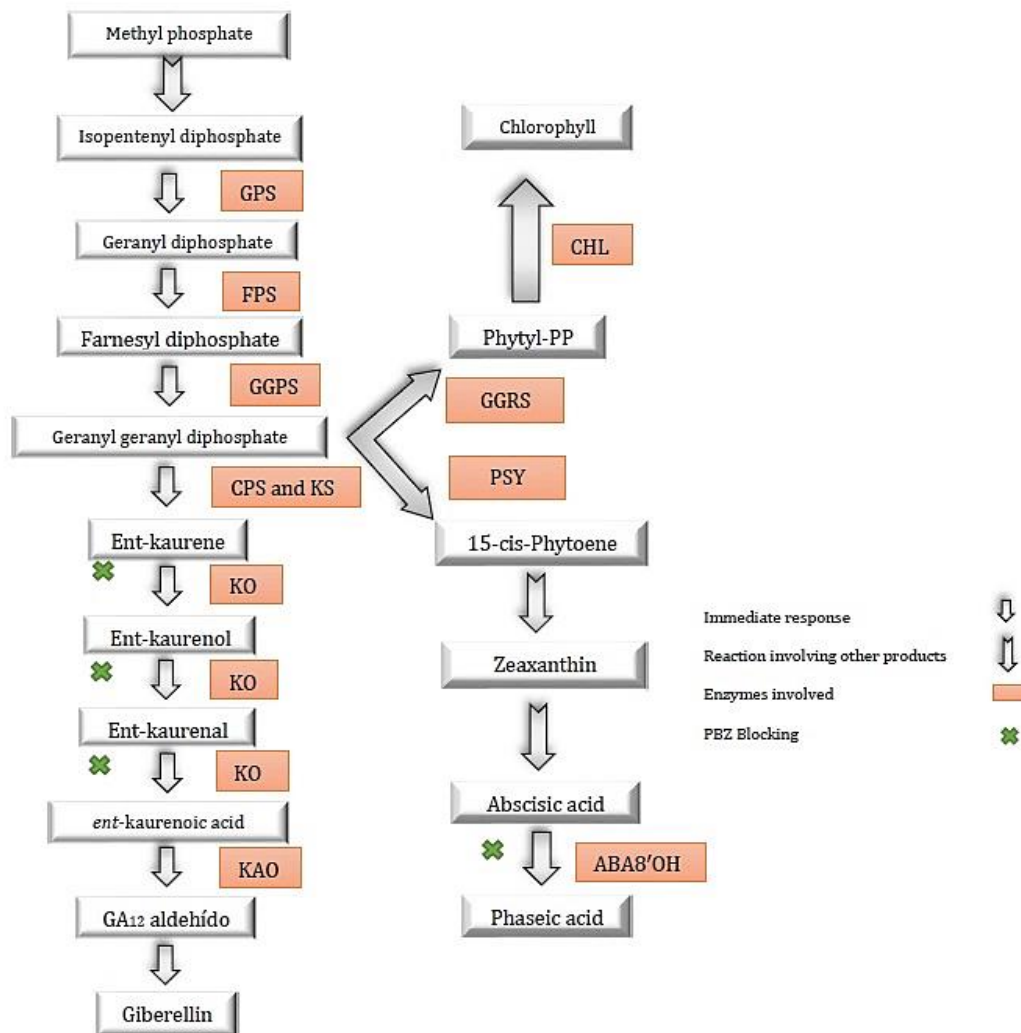 Methyl phosphate
Isopentenyl diphosphate
GPS
Geranyl diphosphate
FPS
Farnesyl diphosphate
GGPS
Geranyl geranyl diphosphate
CPS and KS
Ent-kaurene
KO
Ent-kaurenol
KO
Ent-kaurenal
KO
ent-kaurenoic acid
KAO
GA12 aldehído
Giberellin
Chlorophyll
CHL
Phytyl-PP
GGRS
PSY
15-cis-Phytoene
Zeaxanthin
Abscisic acid
ABA8′OH
Phaseic acid
Immediate response
Reaction involving other products
Enzymes involved
PBZ Blocking